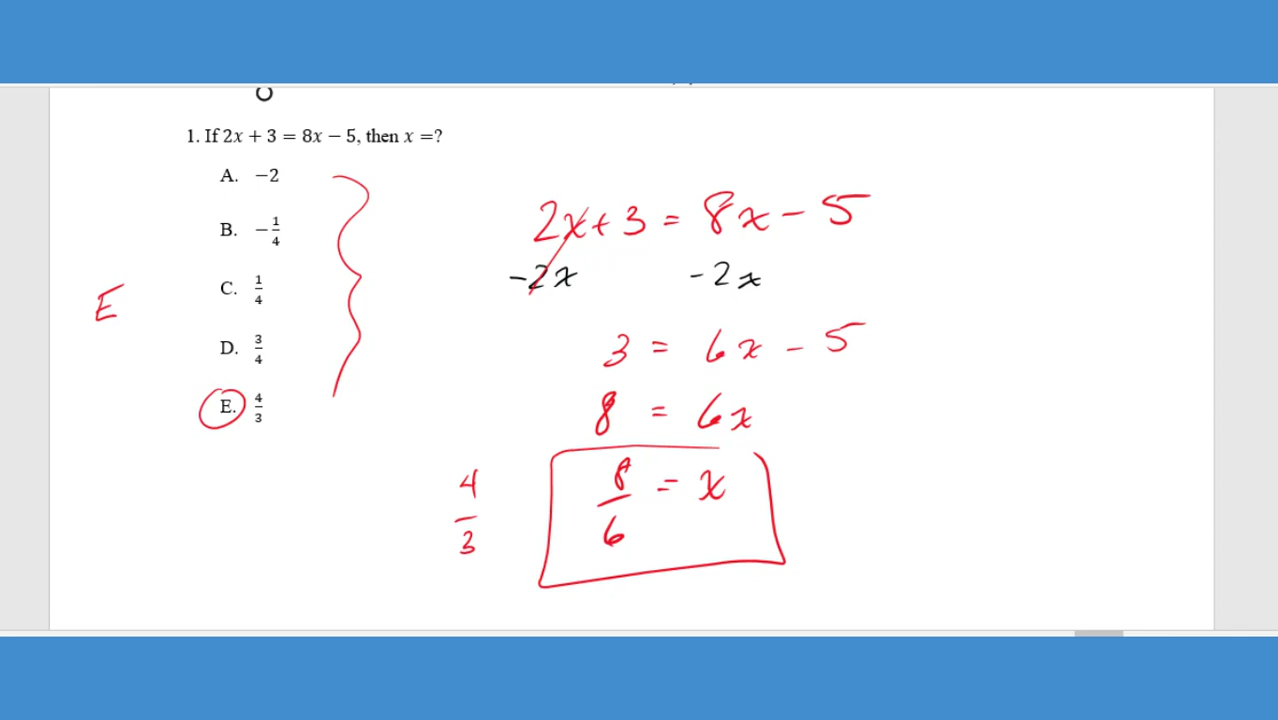 1. If 2x + 3 = 8x − 5, then x =?
A. −2
B. −1/4
C. 1/4
D. 3/4
E. 4/3
E
2x + 3 = 8x − 5
−2x −2x
3 = 6x − 5
8 = 6x
8/6 = x
4/3